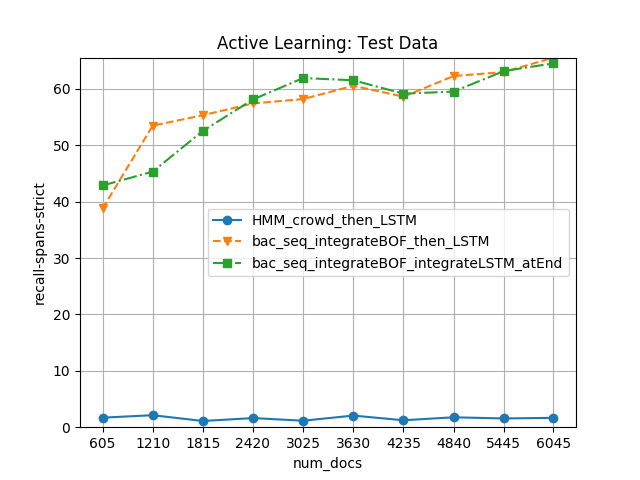 Active Learning: Test Data
recall-spans-strict
60
50
40
30
20
10
0
HMM_crowd_then_LSTM
bac_seq_integrateBOF_then_LSTM
bac_seq_integrateBOF_integrateLSTM_atEnd
605 1210 1815 2420 3025 3630 4235 4840 5445 6045
num_docs